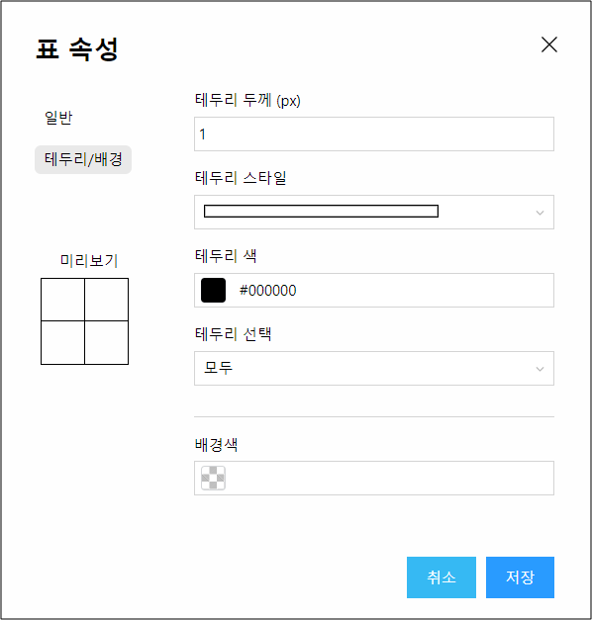 표 속성
일반
테두리/배경
미리보기
테두리 두께 (px)
1
테두리 스타일
테두리 색
#000000
테두리 선택
모두
배경색
취소
저장